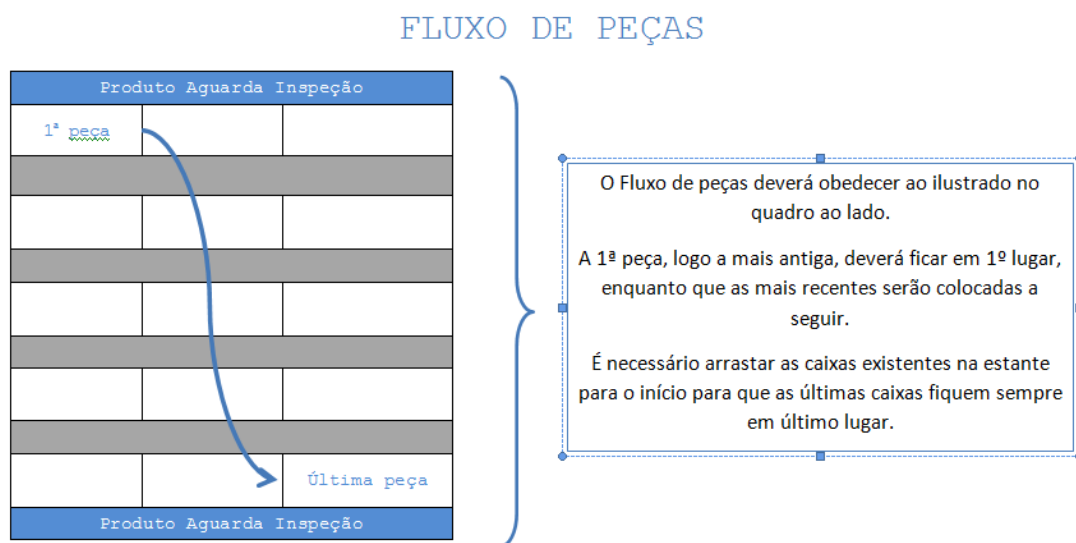 FLUXO DE PEÇAS
Produto Aguarda Inspeção
1ª peça
Última peça
Produto Aguarda Inspeção
O Fluxo de peças deverá obedecer ao ilustrado no
quadro ao lado.
A 1ª peça, logo a mais antiga, deverá ficar em 1º lugar,
enquanto que as mais recentes serão colocadas a
seguir.
É necessário arrastar as caixas existentes na estante
para o início para que as últimas caixas fiquem sempre
em último lugar.